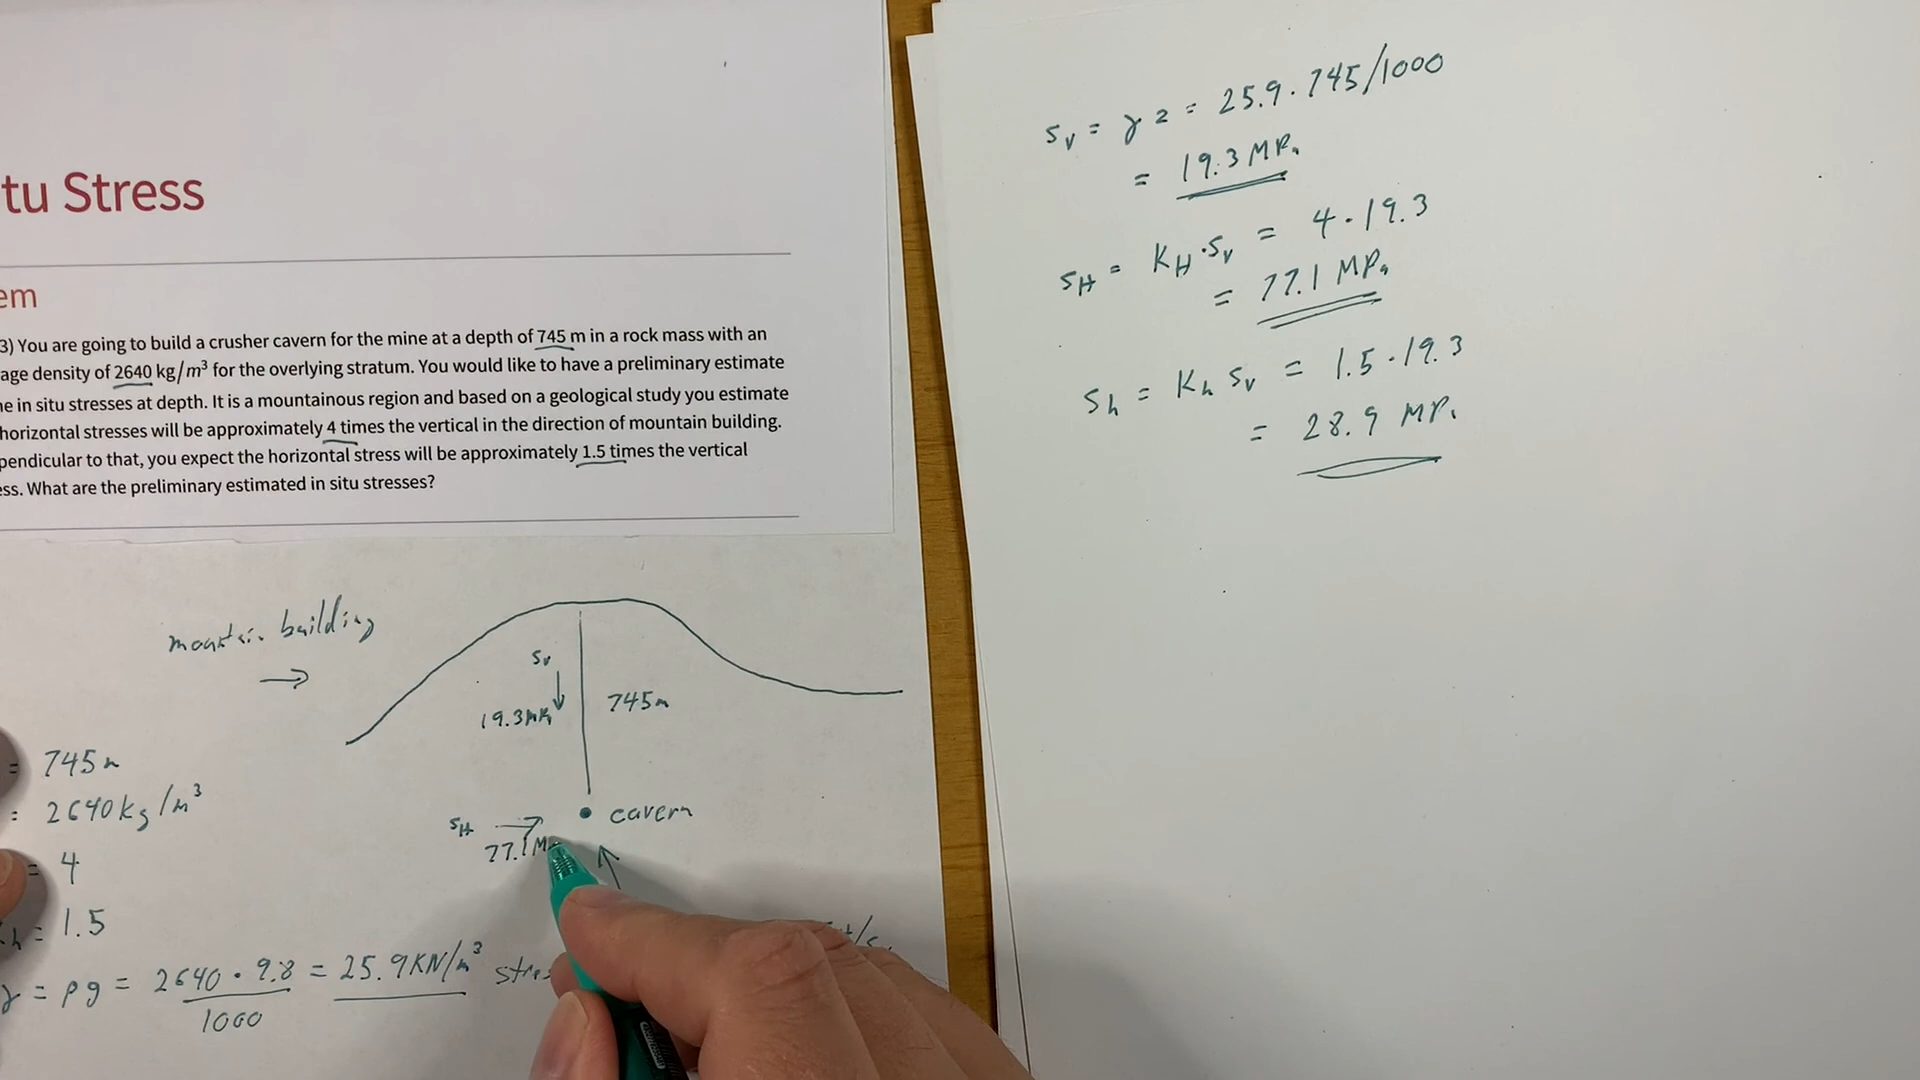 tu Stress
em
3) You are going to build a crusher cavern for the mine at a depth of 745 m in a rock mass with an
age density of 2640 kg/m³ for the overlying stratum. You would like to have a preliminary estimate
e in situ stresses at depth. It is a mountainous region and based on a geological study you estimate
horizontal stresses will be approximately 4 times the vertical in the direction of mountain building.
pendicular to that, you expect the horizontal stress will be approximately 1.5 times the vertical
ess. What are the preliminary estimated in situ stresses?
mountain building
→
Sv
↓
19.3 MPa
745m
cavern
SH →
77.1 M
= 745m
= 2640 kg/m³
= 4
h = 1.5
γ = ρg = 2640 · 9.8 / 1000 = 25.9 KN/m³
stres
Sv = γ z = 25.9 · 745/1000
= 19.3 MPa
SH = KH · Sv = 4 · 19.3
= 77.1 MPa
Sh = Kh Sv = 1.5 · 19.3
= 28.9 MPa